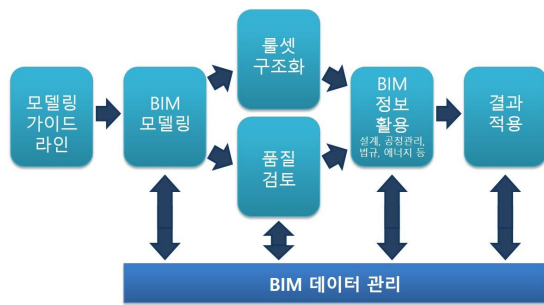 모델링
가이드
라인
BIM
모델링
룰셋
구조화
품질
검토
BIM
정보
활용
설계, 공정관리,
법규, 에너지 등
결과
적용
BIM 데이터 관리